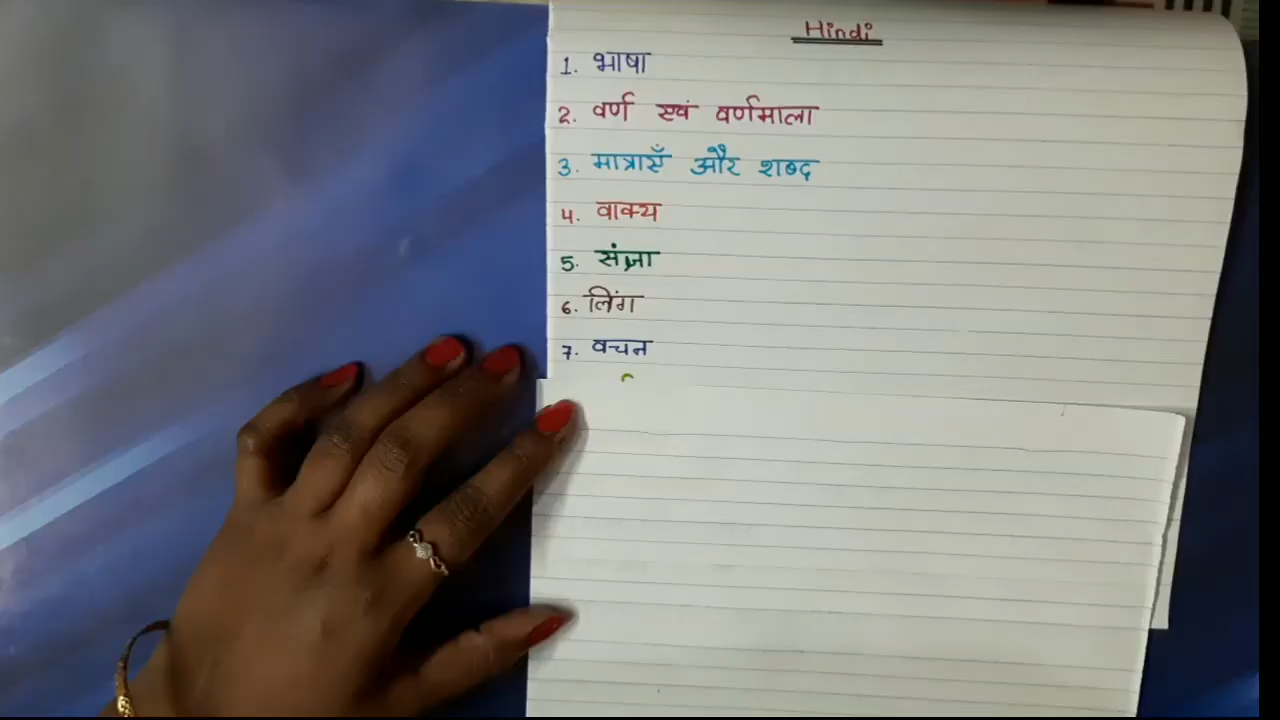 Hindi
1. भाषा
2. वर्ण एवं वर्णमाला
3. मात्राएँ और शब्द
4. वाक्य
5. संज्ञा
6. लिंग
7. वचन